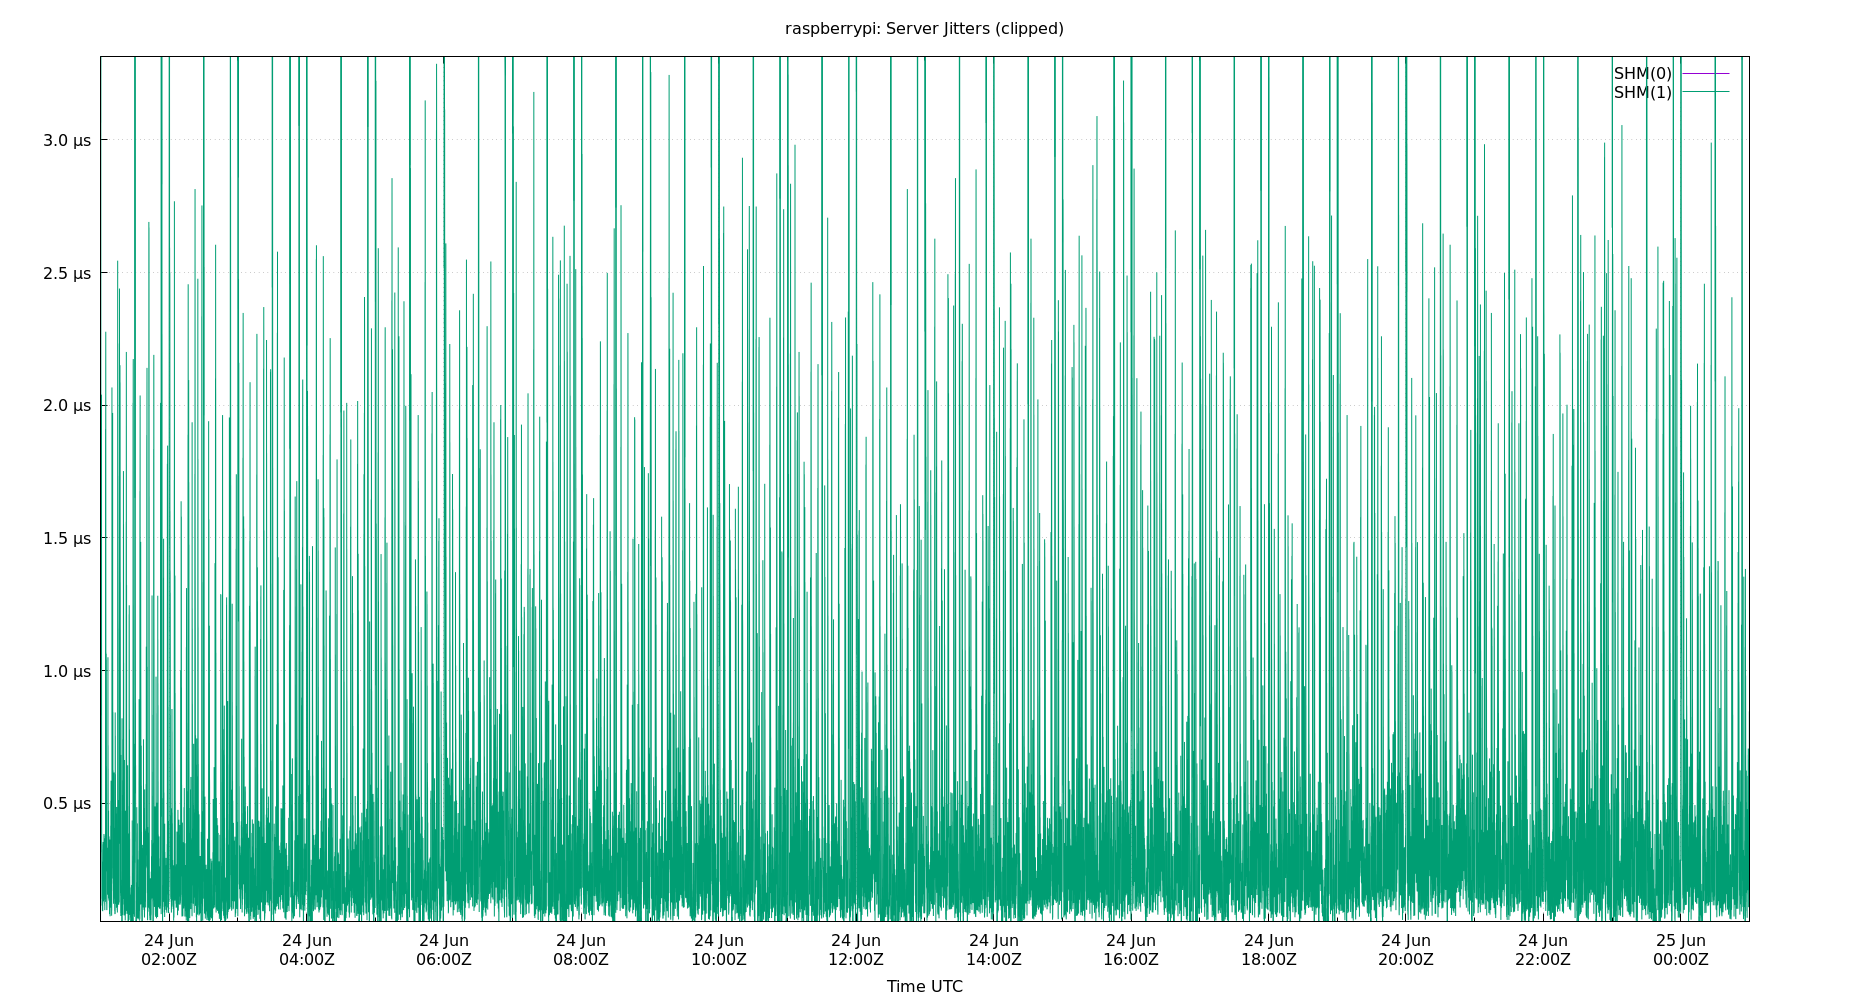 raspberrypi: Server Jitters (clipped)
SHM(0)
SHM(1)
3.0 µs
2.5 µs
2.0 µs
1.5 µs
1.0 µs
0.5 µs
24 Jun 24 Jun 24 Jun 24 Jun 24 Jun 24 Jun 24 Jun 24 Jun 24 Jun 24 Jun 24 Jun 25 Jun
02:00Z 04:00Z 06:00Z 08:00Z 10:00Z 12:00Z 14:00Z 16:00Z 18:00Z 20:00Z 22:00Z 00:00Z
Time UTC